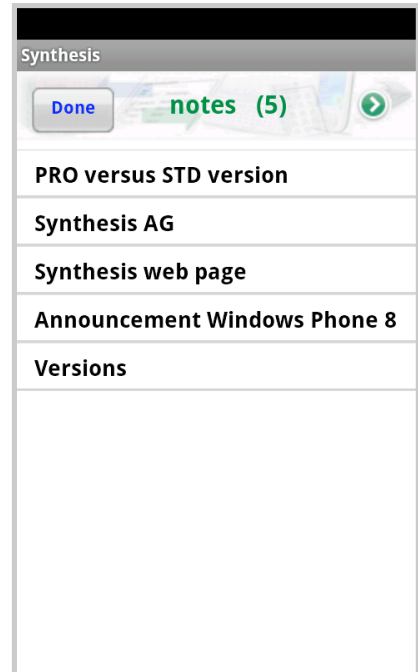 Synthesis
Done notes (5)
PRO versus STD version
Synthesis AG
Synthesis web page
Announcement Windows Phone 8
Versions